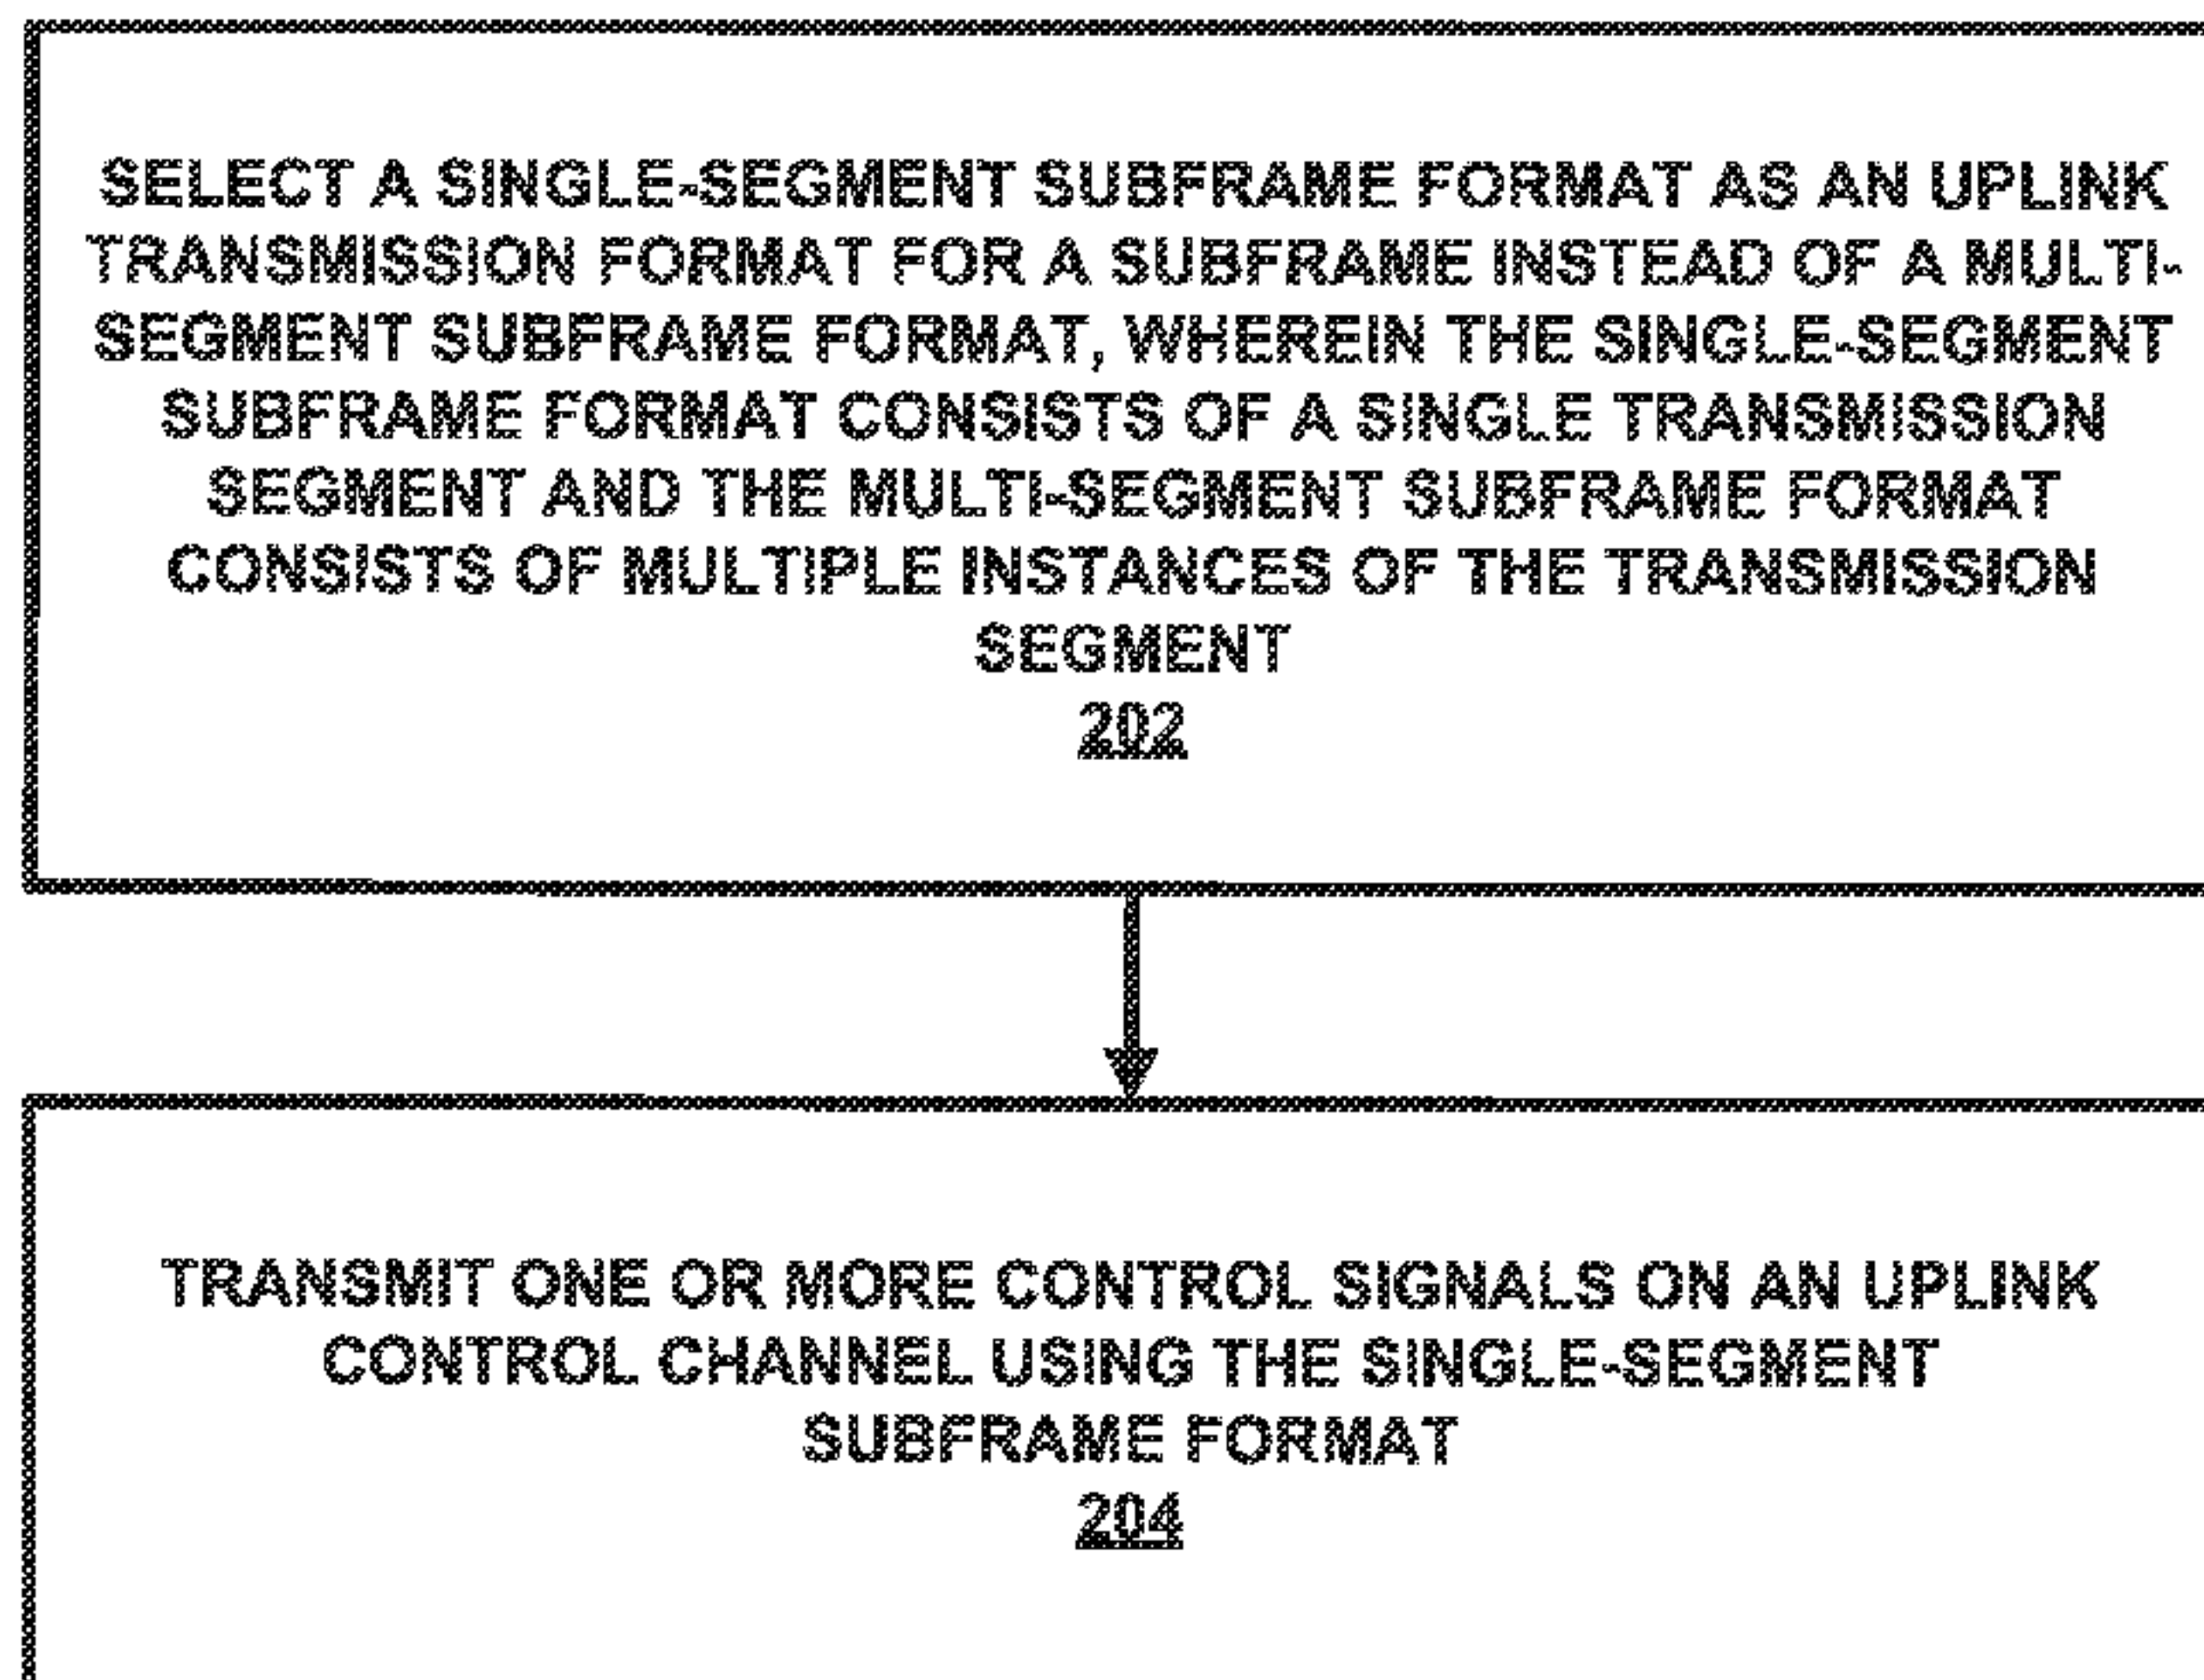 SELECT A SINGLE-SEGMENT SUBFRAME FORMAT AS AN UPLINK
TRANSMISSION FORMAT FOR A SUBFRAME INSTEAD OF A MULTI-
SEGMENT SUBFRAME FORMAT, WHEREIN THE SINGLE-SEGMENT
SUBFRAME FORMAT CONSISTS OF A SINGLE TRANSMISSION
SEGMENT AND THE MULTI-SEGMENT SUBFRAME FORMAT
CONSISTS OF MULTIPLE INSTANCES OF THE TRANSMISSION
SEGMENT
202
TRANSMIT ONE OR MORE CONTROL SIGNALS ON AN UPLINK
CONTROL CHANNEL USING THE SINGLE-SEGMENT
SUBFRAME FORMAT
204